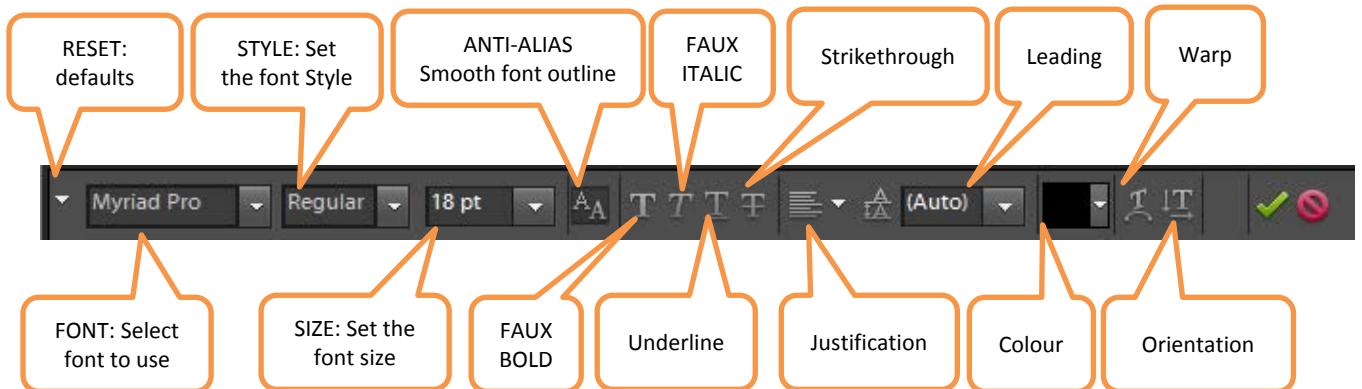 RESET:
defaults
STYLE: Set
the font Style
ANTI-ALIAS
Smooth font outline
FAUX
ITALIC
Strikethrough
Leading
Warp
Myriad Pro
Regular
18 pt
AA
T T T T
(Auto)
T
T
FONT: Select
font to use
SIZE: Set the
font size
FAUX
BOLD
Underline
Justification
Colour
Orientation